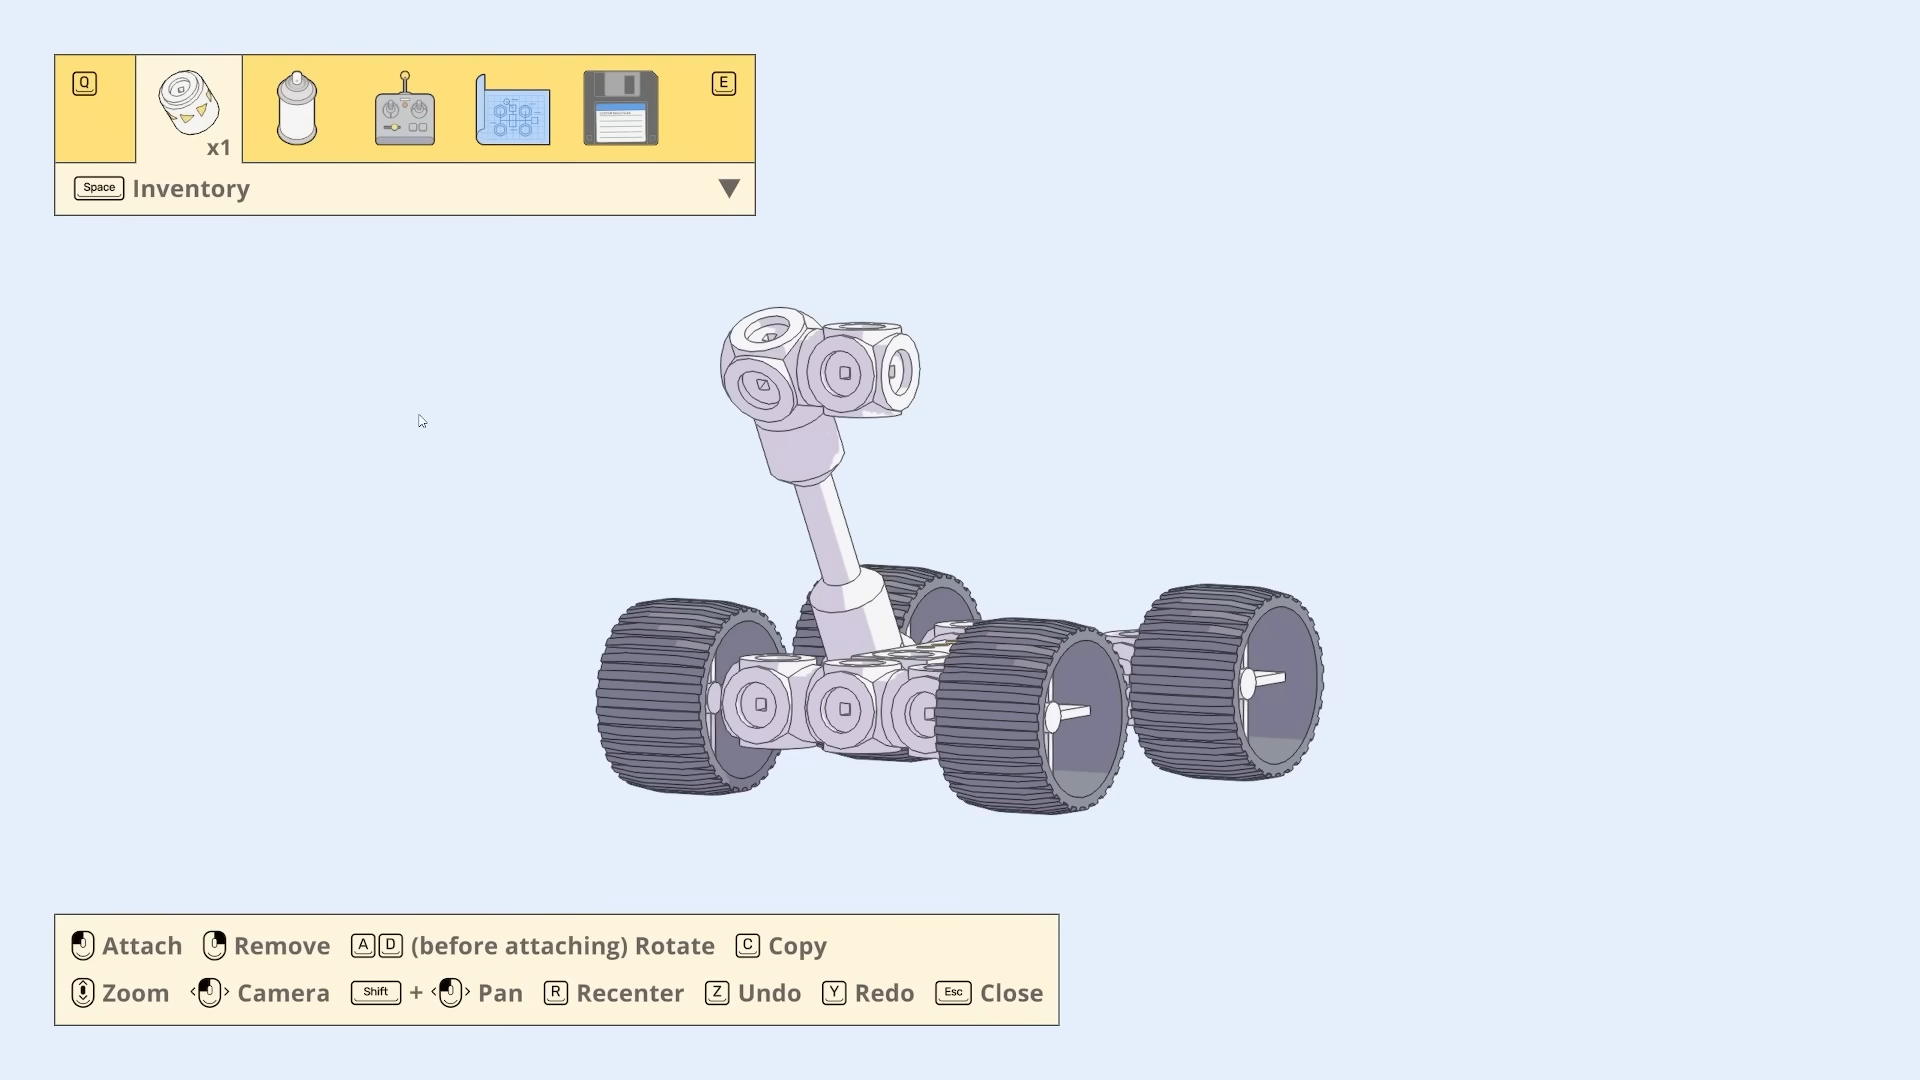 Q
E
x1
Space Inventory
Attach Remove A D (before attaching) Rotate C Copy
Zoom Camera Shift + Pan R Recenter Z Undo Y Redo Esc Close